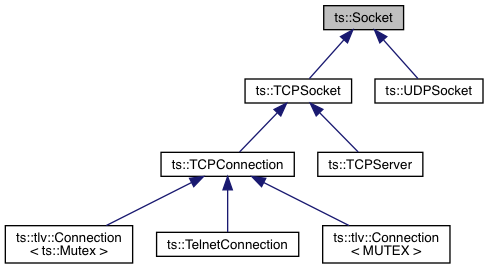 ts::Socket
ts::TCPSocket
ts::UDPSocket
ts::TCPConnection
ts::TCPServer
ts::tlv::Connection
< ts::Mutex >
ts::TelnetConnection
ts::tlv::Connection
< MUTEX >